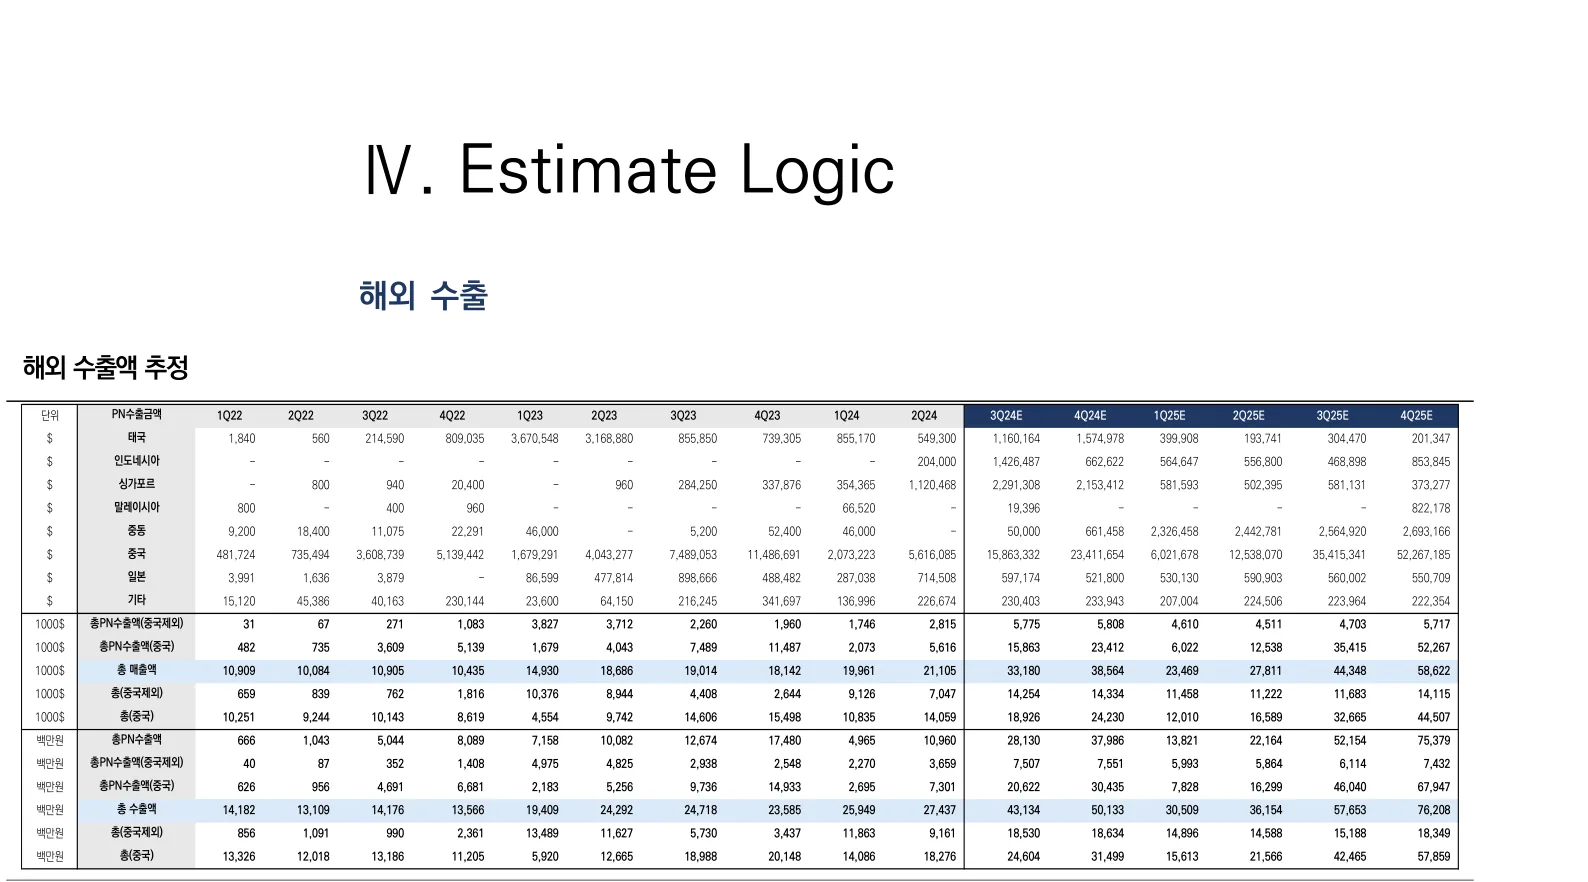 Ⅳ. Estimate Logic
해외 수출
해외 수출액 추정
단위 PN수출금액 1Q22 2Q22 3Q22 4Q22 1Q23 2Q23 3Q23 4Q23 1Q24 2Q24 3Q24E 4Q24E 1Q25E 2Q25E 3Q25E 4Q25E
$ 태국 1,840 560 214,590 809,035 3,670,548 3,168,880 855,850 739,305 855,170 549,300 1,160,164 1,574,978 399,908 193,741 304,470 201,347
$ 인도네시아 – – – – – – – – – 204,000 1,426,487 662,622 564,647 556,800 468,898 853,845
$ 싱가포르 – 800 940 20,400 – 960 284,250 337,876 354,365 1,120,468 2,291,308 2,153,412 581,593 502,395 581,131 373,277
$ 말레이시아 800 – 400 960 – – – – 66,520 – 19,396 – – – – 822,178
$ 중동 9,200 18,400 11,075 22,291 46,000 – 5,200 52,400 46,000 – 50,000 661,458 2,326,458 2,442,781 2,564,920 2,693,166
$ 중국 481,724 735,494 3,608,739 5,139,442 1,679,291 4,043,277 7,489,053 11,486,691 2,073,223 5,616,085 15,863,332 23,411,654 6,021,678 12,538,070 35,415,341 52,267,185
$ 일본 3,991 1,636 3,879 – 86,599 477,814 898,666 488,482 287,038 714,508 597,174 521,800 530,130 590,903 560,002 550,709
$ 기타 15,120 45,386 40,163 230,144 23,600 64,150 216,245 341,697 136,996 226,674 230,403 233,943 207,004 224,506 223,964 222,354
1000$ 총PN수출액(중국제외) 31 67 271 1,083 3,827 3,712 2,260 1,960 1,746 2,815 5,775 5,808 4,610 4,511 4,703 5,717
1000$ 총PN수출액(중국) 482 735 3,609 5,139 1,679 4,043 7,489 11,487 2,073 5,616 15,863 23,412 6,022 12,538 35,415 52,267
1000$ 총 매출액 10,909 10,084 10,905 10,435 14,930 18,686 19,014 18,142 19,961 21,105 33,180 38,564 23,469 27,811 44,348 58,622
1000$ 총(중국제외) 659 839 762 1,816 10,376 8,944 4,408 2,644 9,126 7,047 14,254 14,334 11,458 11,222 11,683 14,115
1000$ 총(중국) 10,251 9,244 10,143 8,619 4,554 9,742 14,606 15,498 10,835 14,059 18,926 24,230 12,010 16,589 32,665 44,507
백만원 총PN수출액 666 1,043 5,044 8,089 7,158 10,082 12,674 17,480 4,965 10,960 28,130 37,986 13,821 22,164 52,154 75,379
백만원 총PN수출액(중국제외) 40 87 352 1,408 4,975 4,825 2,938 2,548 2,270 3,659 7,507 7,551 5,993 5,864 6,114 7,432
백만원 총PN수출액(중국) 626 956 4,691 6,681 2,183 5,256 9,736 14,933 2,695 7,301 20,622 30,435 7,828 16,299 46,040 67,947
백만원 총 수출액 14,182 13,109 14,176 13,566 19,409 24,292 24,718 23,585 25,949 27,437 43,134 50,133 30,509 36,154 57,653 76,208
백만원 총(중국제외) 856 1,091 990 2,361 13,489 11,627 5,730 3,437 11,863 9,161 18,530 18,634 14,896 14,588 15,188 18,349
백만원 총(중국) 13,326 12,018 13,186 11,205 5,920 12,665 18,988 20,148 14,086 18,276 24,604 31,499 15,613 21,566 42,465 57,859